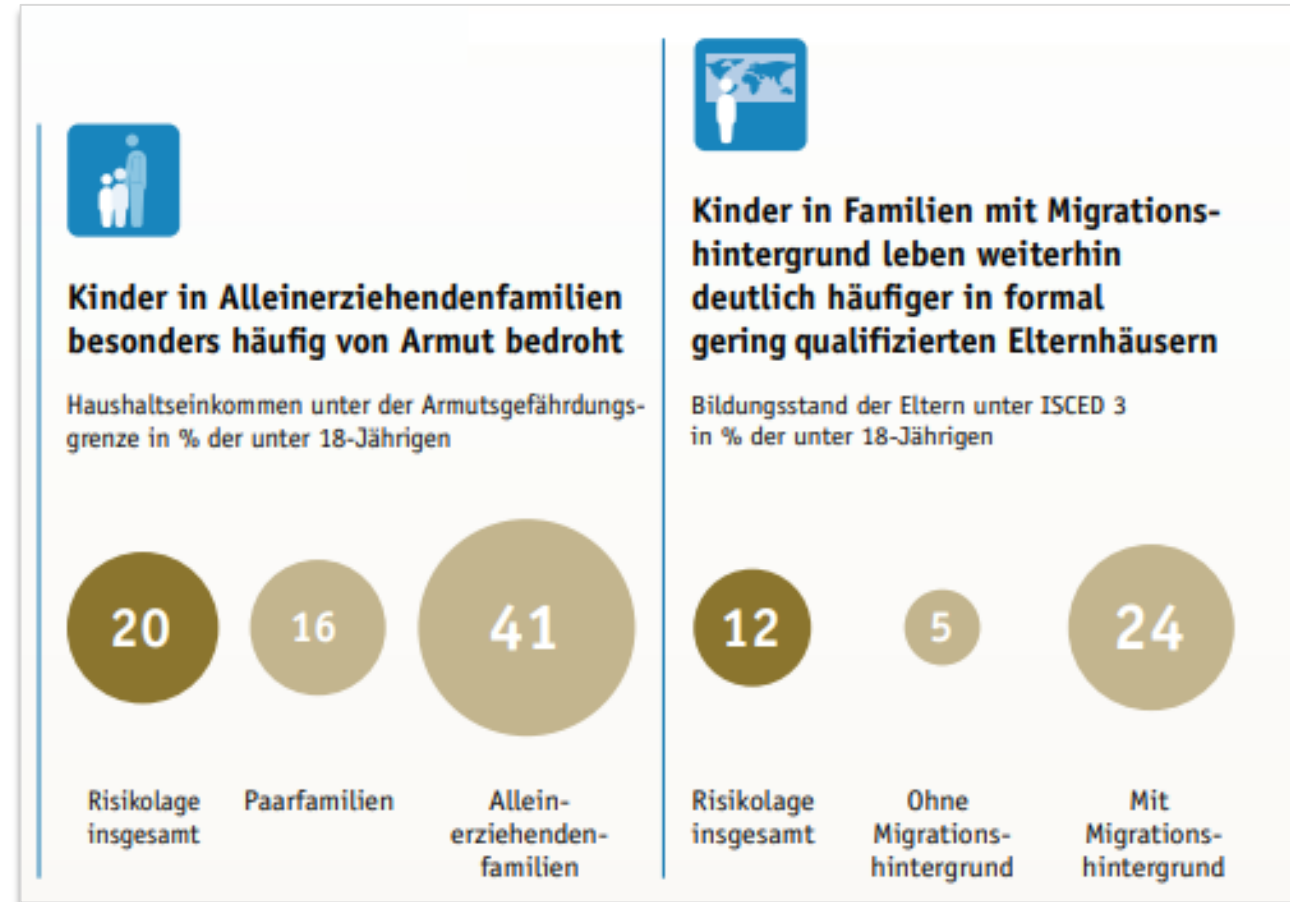 Kinder in Alleinerziehendenfamilien
besonders häufig von Armut bedroht
Haushaltseinkommen unter der Armutsgefährdungs-
grenze in % der unter 18-Jährigen
20
16
41
Risikolage
insgesamt
Paarfamilien
Allein-
erziehenden-
familien
Kinder in Familien mit Migrations-
hintergrund leben weiterhin
deutlich häufiger in formal
gering qualifizierten Elternhäusern
Bildungsstand der Eltern unter ISCED 3
in % der unter 18-Jährigen
12
5
24
Risikolage
insgesamt
Ohne
Migrations-
hintergrund
Mit
Migrations-
hintergrund